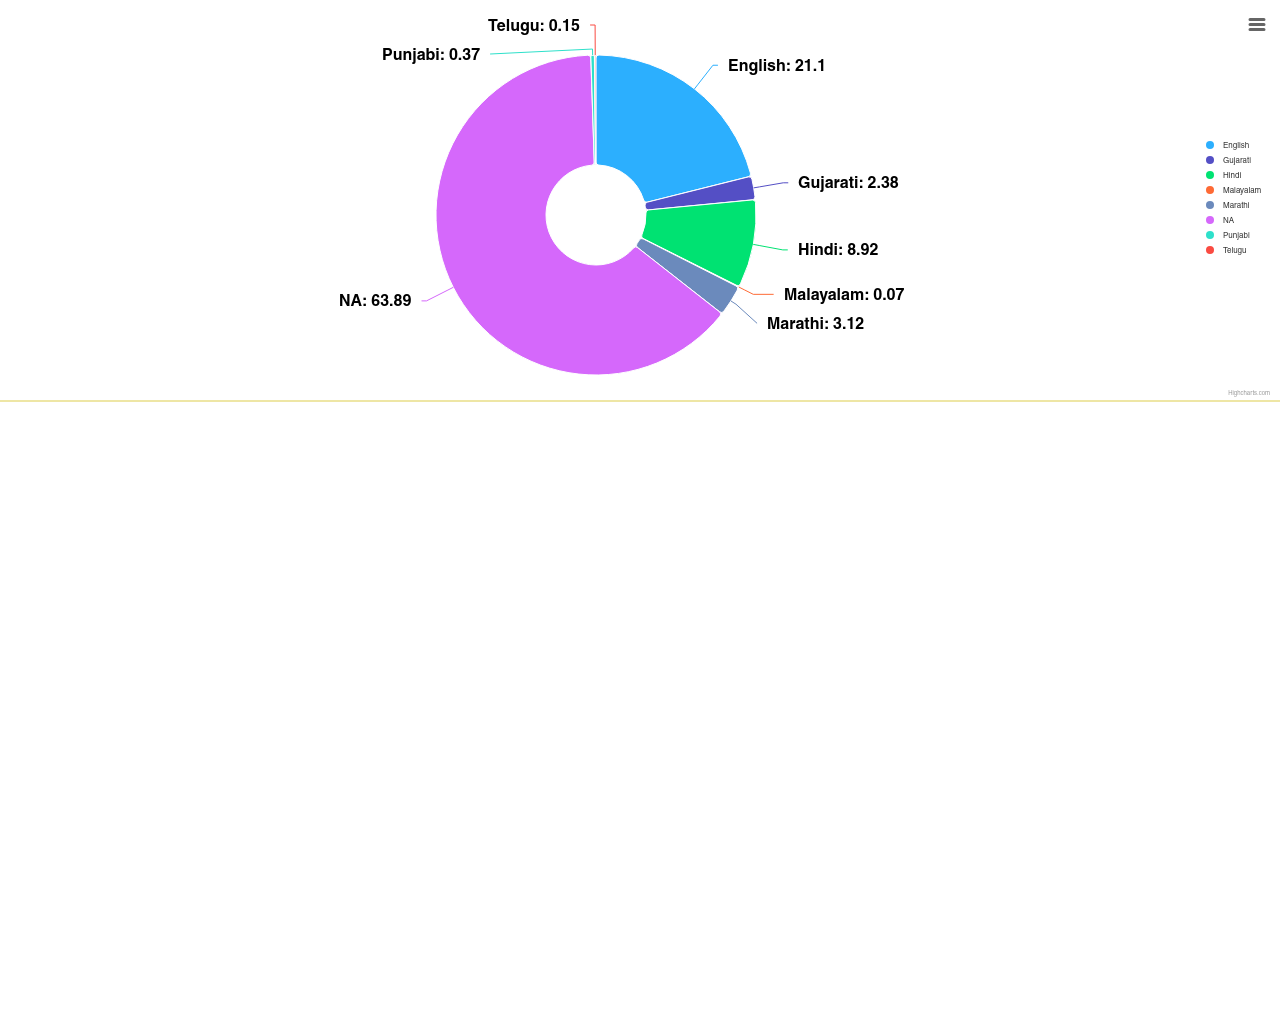 Telugu: 0.15
Punjabi: 0.37
English: 21.1
Gujarati: 2.38
Hindi: 8.92
Malayalam: 0.07
NA: 63.89
Marathi: 3.12
English
Gujarati
Hindi
Malayalam
Marathi
NA
Punjabi
Telugu
Highcharts.com